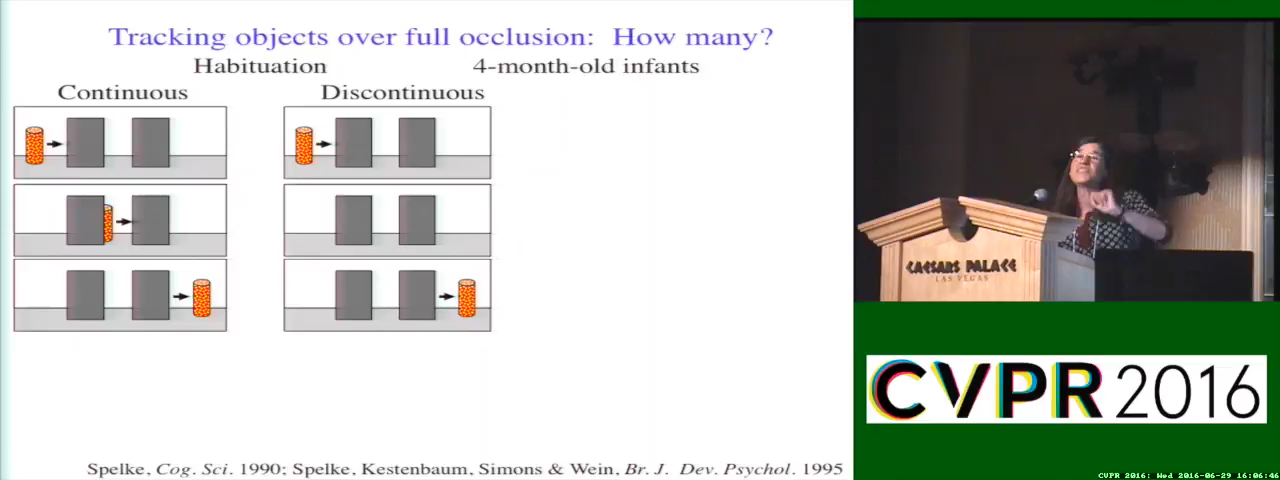 Tracking objects over full occlusion: How many?
Habituation 4-month-old infants
Continuous Discontinuous
Spelke, Cog. Sci. 1990; Spelke, Kestenbaum, Simons & Wein, Br. J. Dev. Psychol. 1995
CAESARS PALACE
LAS VEGAS
CVPR 2016
CVPR 2016: Wed 2016-06-29 16:06:46